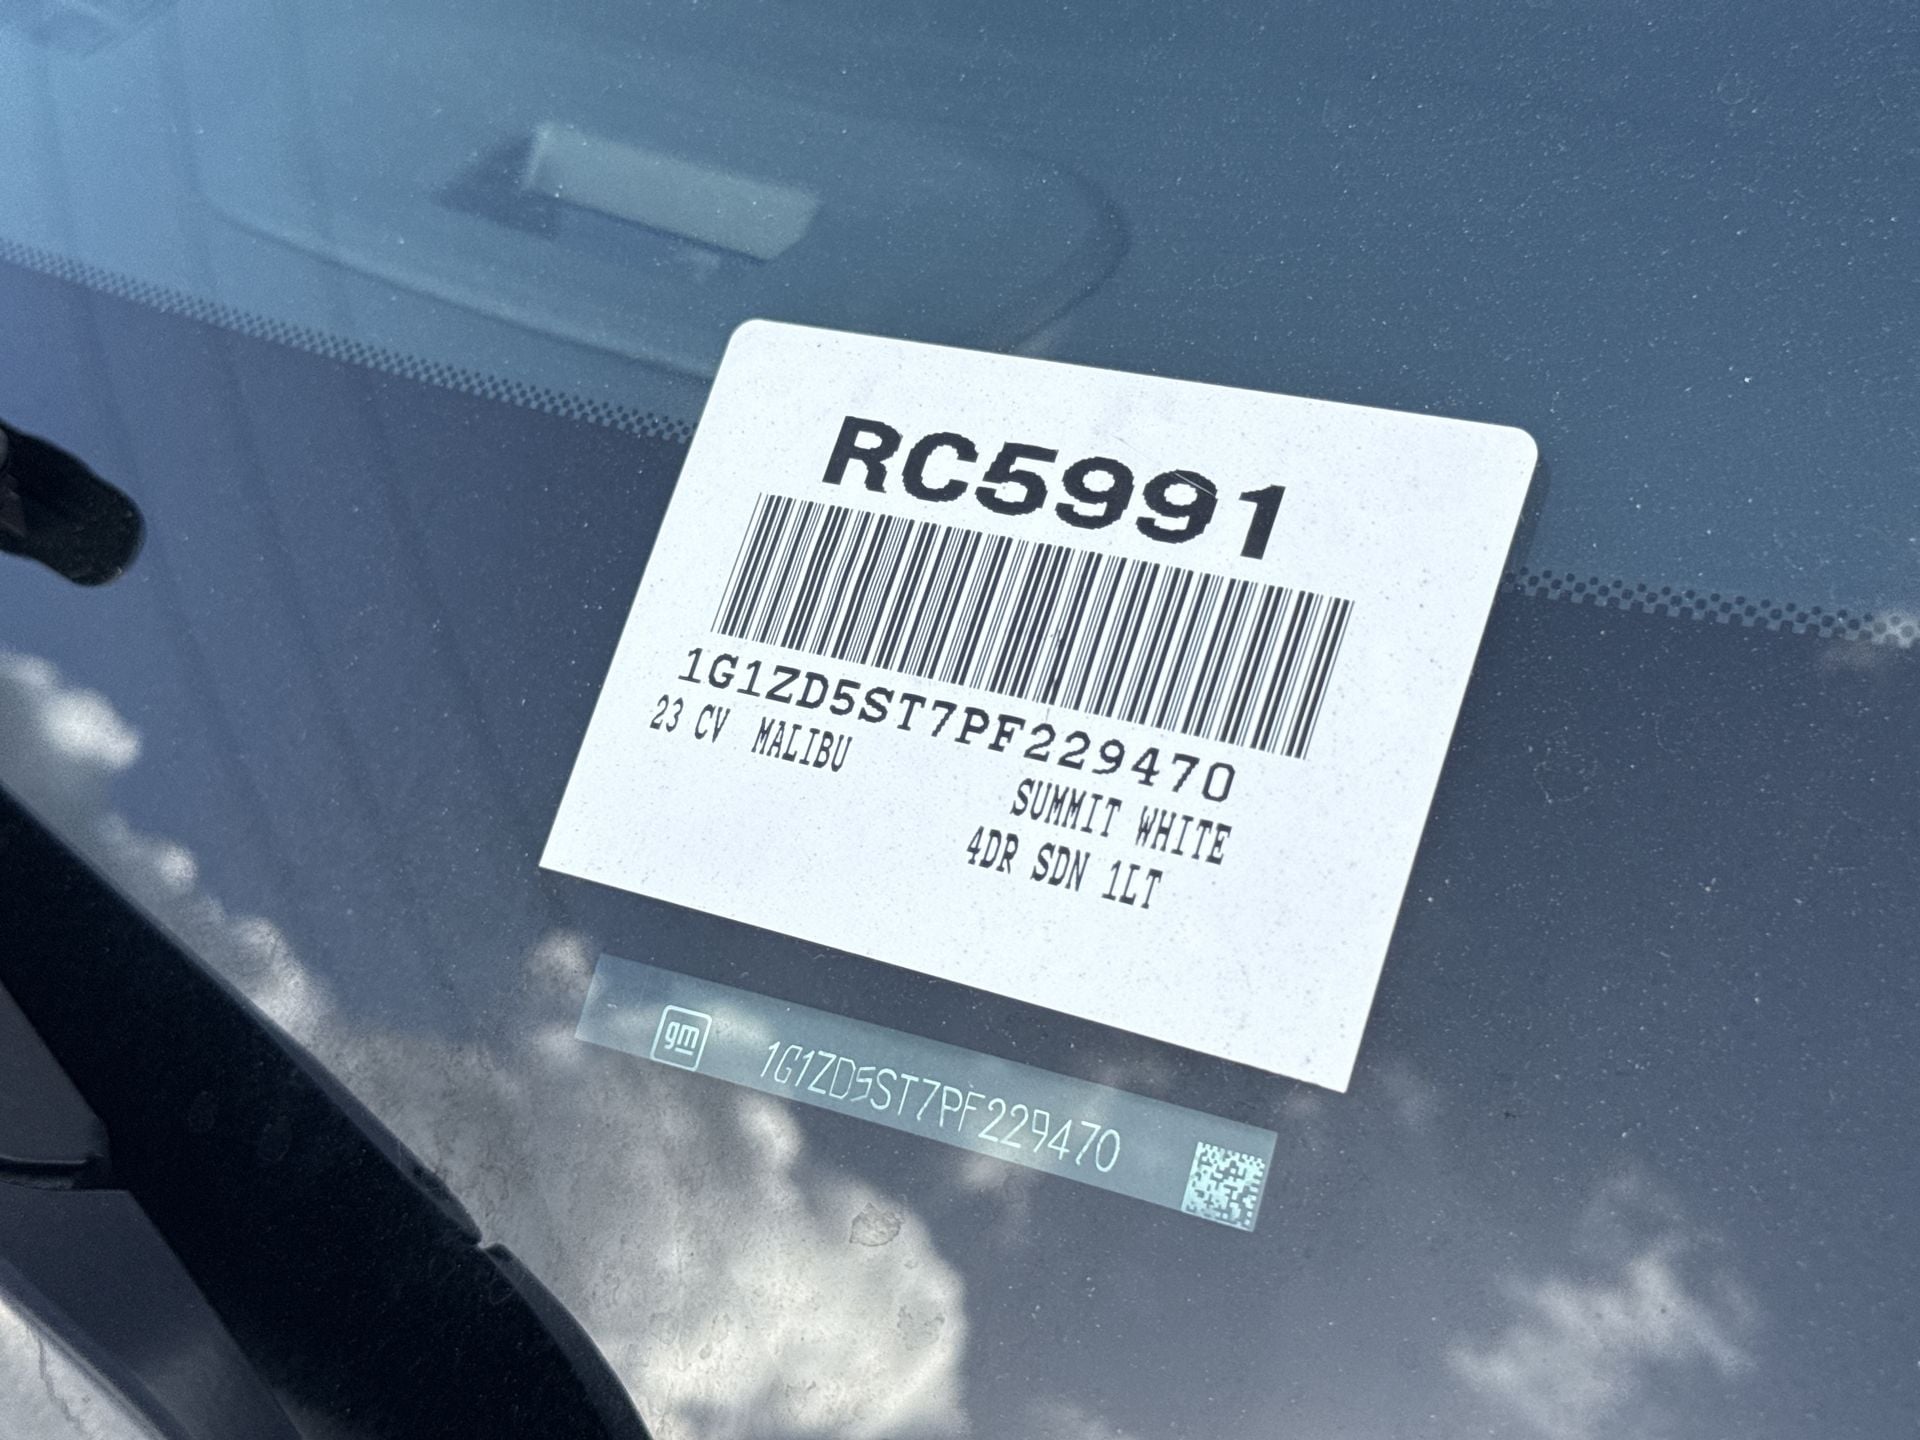 RC5991
1G1ZD5ST7PF229470
23 CV MALIBU
SUMMIT WHITE
4DR SDN 1LT
gm 1G1ZD5ST7PF229470